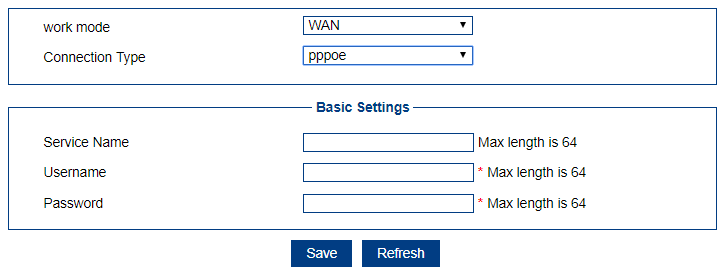 work mode WAN
Connection Type pppoe
Basic Settings
Service Name Max length is 64
Username * Max length is 64
Password * Max length is 64
Save Refresh